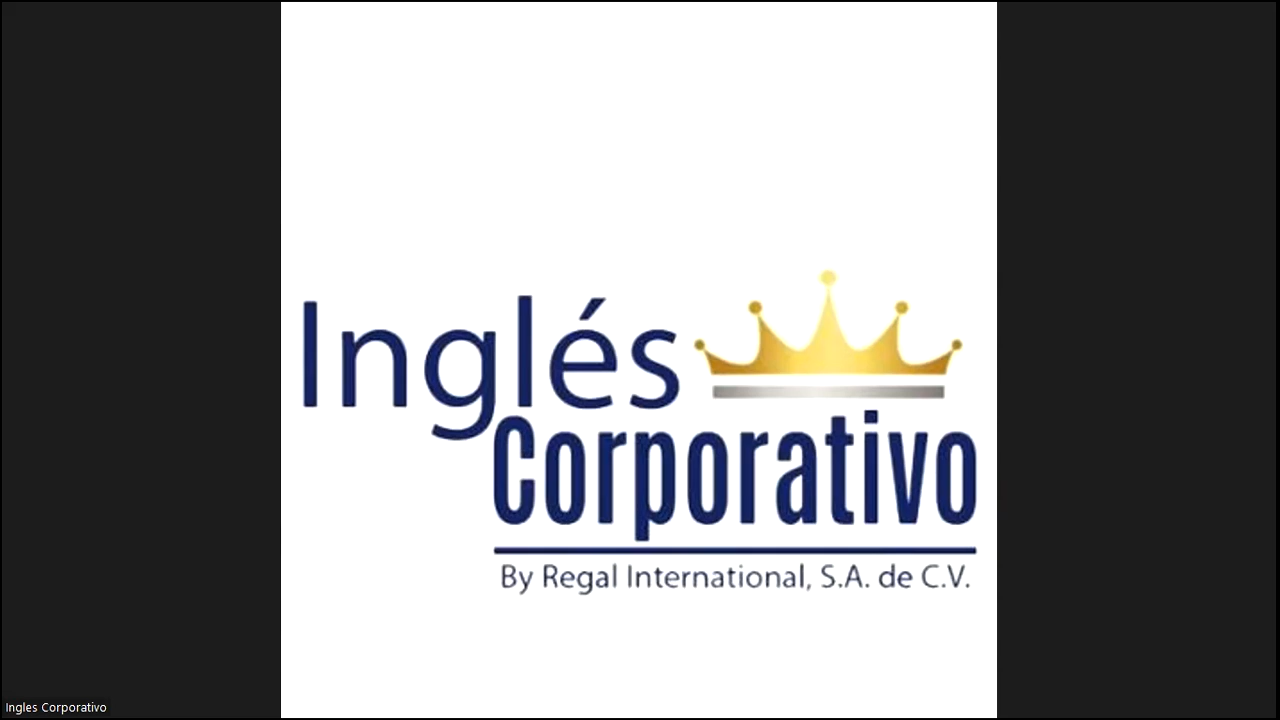 Inglés
Corporativo
By Regal International, S.A. de C.V.
Ingles Corporativo